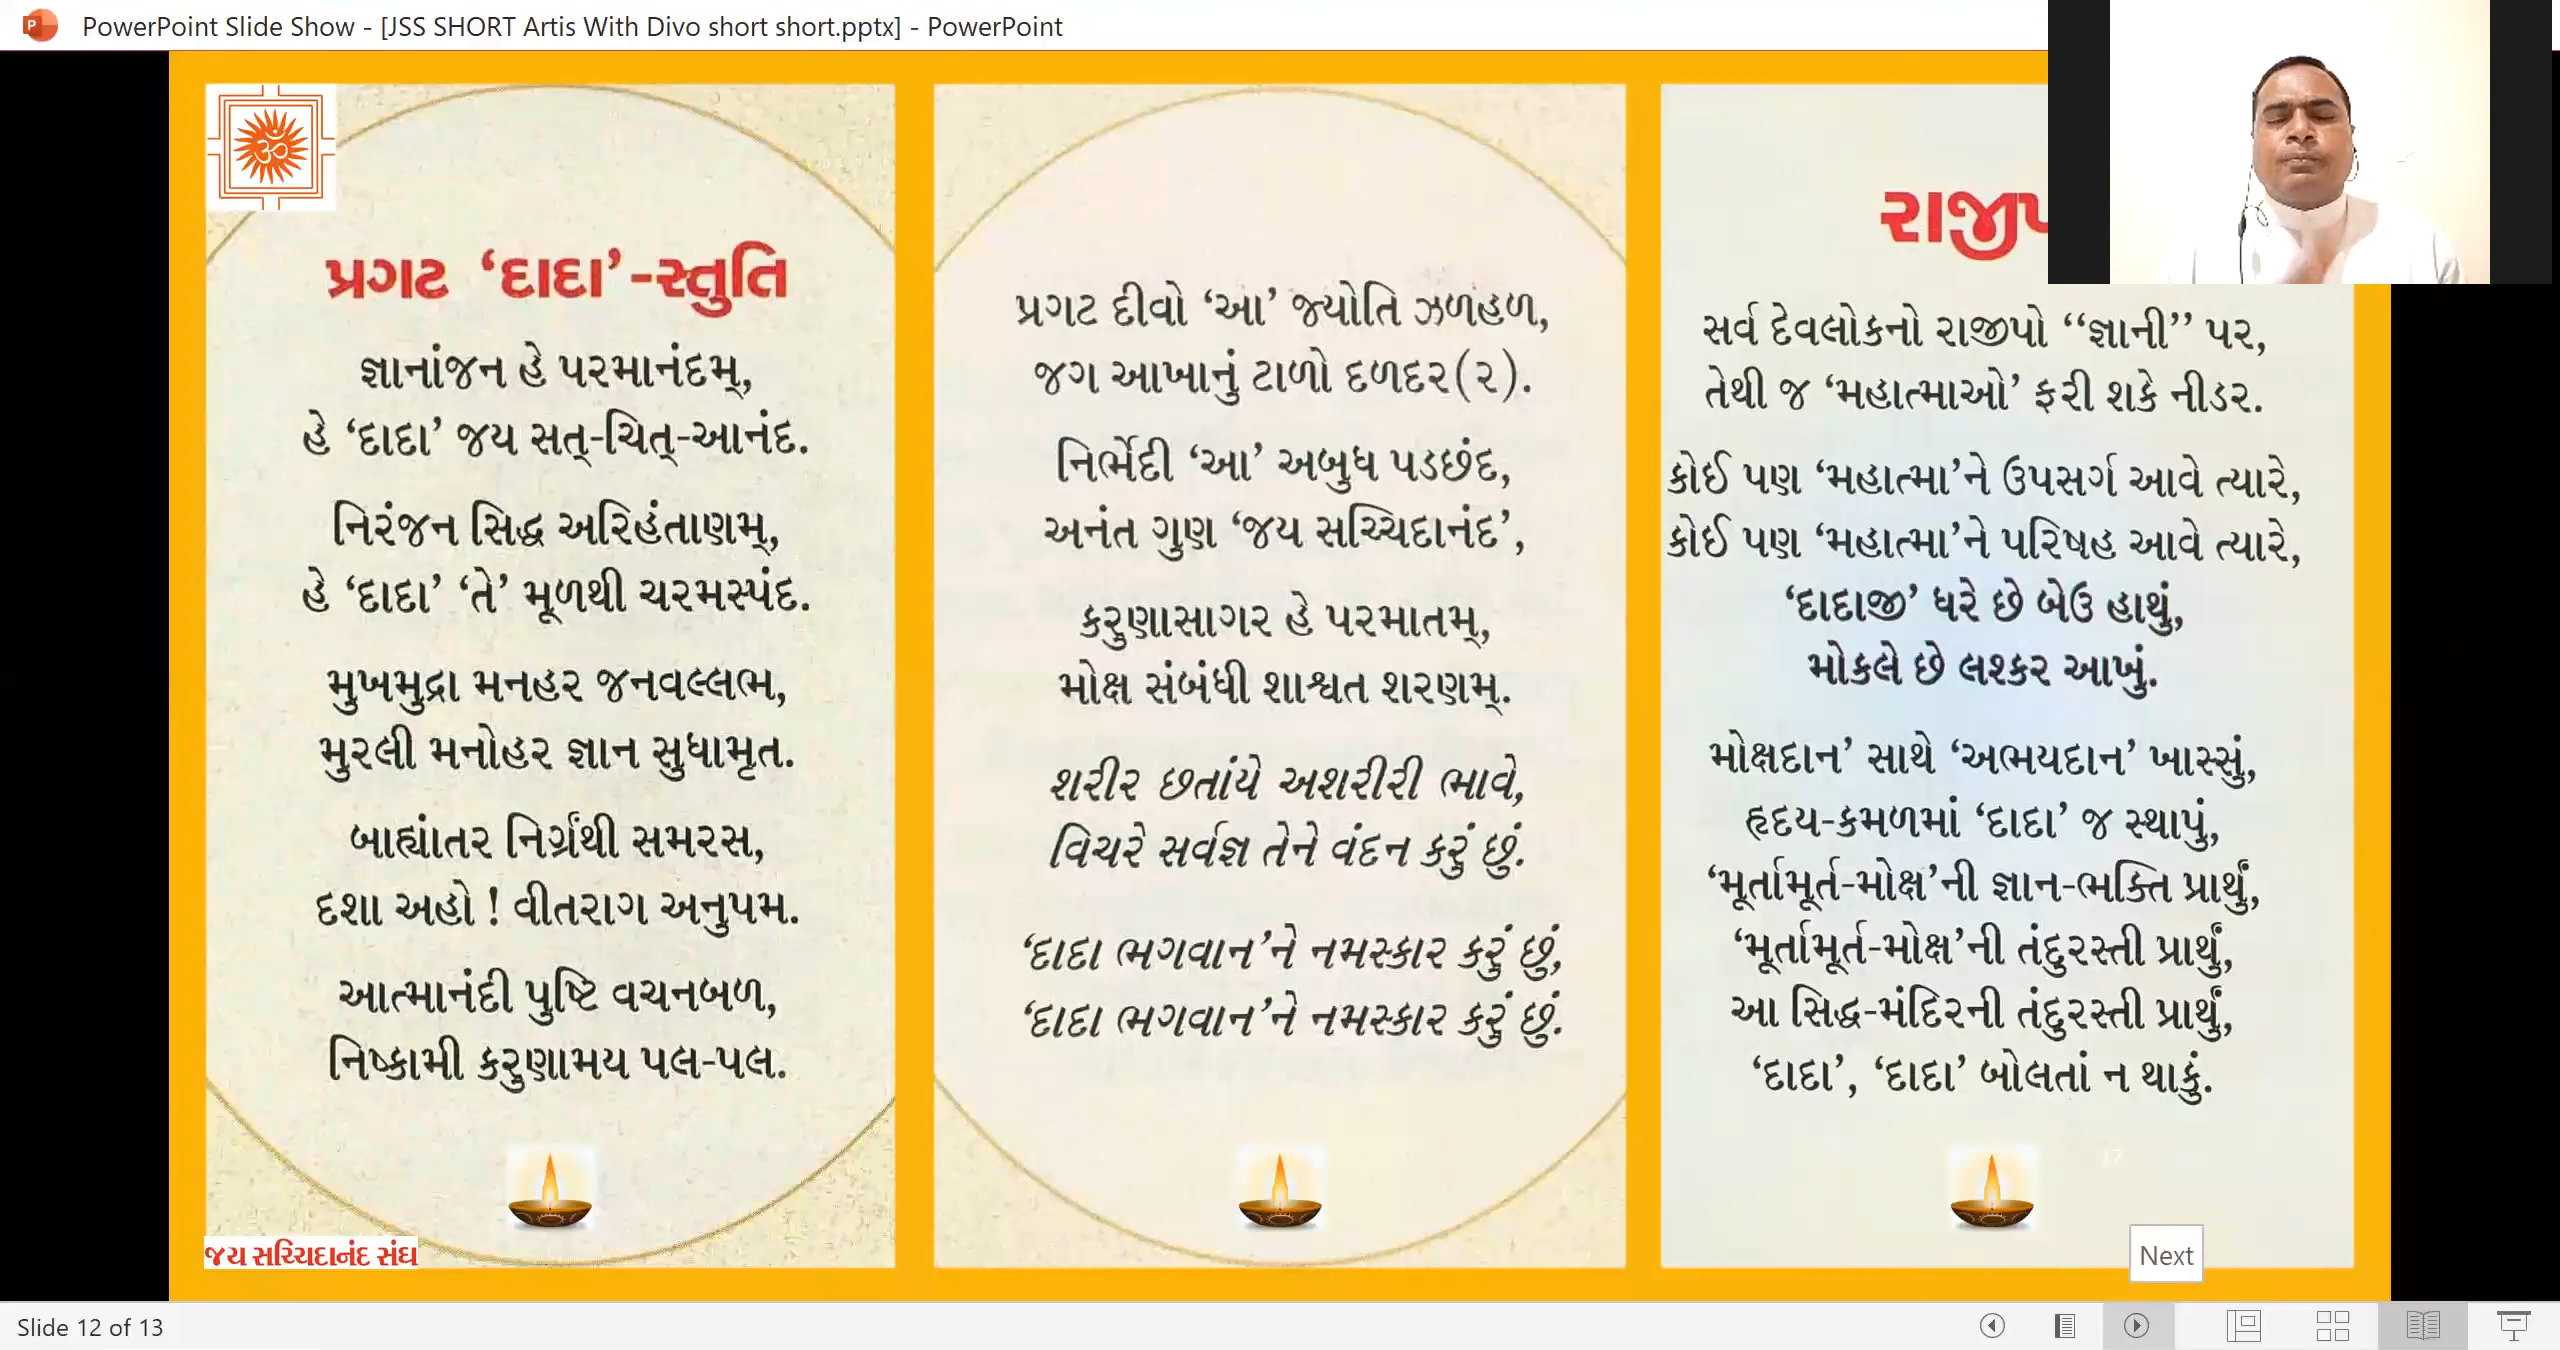 PowerPoint Slide Show - [JSS SHORT Artis With Divo short short.pptx] - PowerPoint
પ્રગટ ‘દાદા’-સ્તુતિ
જ્ઞાનાંજન હે પરમાનંદમ્,
હે ‘દાદા’ જય સત્-ચિત્-આનંદ.
નિરંજન સિદ્ધ અરિહંતાણમ્,
હે ‘દાદા’ ‘તે’ મૂળથી ચરમસ્પંદ.
મુખમુદ્રા મનહર જનવલ્લભ,
મુરલી મનોહર જ્ઞાન સુધામૃત.
બાહ્યાંતર નિર્ગ્રંથી સમરસ,
દશા અહો ! વીતરાગ અનુપમ.
આત્માનંદી પુષ્ટિ વચનબળ,
નિષ્કામી કરુણામય પલ-પલ.
જય સચ્ચિદાનંદ સંઘ
પ્રગટ દીવો ‘આ’ જ્યોતિ ઝળહળ,
જગ આખાનું ટાળો દળદર(૨).
નિર્ભેદી ‘આ’ અબુધ પડછંદ,
અનંત ગુણ ‘જય સચ્ચિદાનંદ’,
કરુણાસાગર હે પરમાતમ્,
મોક્ષ સંબંધી શાશ્વત શરણમ્.
શરીર છતાંયે અશરીરી ભાવે,
વિચરે સર્વજ્ઞ તેને વંદન કરું છું.
‘દાદા ભગવાન’ને નમસ્કાર કરું છું,
‘દાદા ભગવાન’ને નમસ્કાર કરું છું.
સર્વ દેવલોકનો રાજીપો ‘‘જ્ઞાની’’ પર,
તેથી જ ‘મહાત્માઓ’ ફરી શકે નીડર.
કોઈ પણ ‘મહાત્મા’ને ઉપસર્ગ આવે ત્યારે,
કોઈ પણ ‘મહાત્મા’ને પરિષહ આવે ત્યારે,
‘દાદાજી’ ધરે છે બેઉ હાથું,
મોકલે છે લશ્કર આખું.
મોક્ષદાન’ સાથે ‘અભયદાન’ ખાસ્સું,
હૃદય-કમળમાં ‘દાદા’ જ સ્થાપું,
‘મૂર્તામૂર્ત-મોક્ષ’ની જ્ઞાન-ભક્તિ પ્રાર્થું,
‘મૂર્તામૂર્ત-મોક્ષ’ની તંદુરસ્તી પ્રાર્થું,
આ સિદ્ધ-મંદિરની તંદુરસ્તી પ્રાર્થું,
‘દાદા’, ‘દાદા’ બોલતાં ન થાકું.
Next
Slide 12 of 13